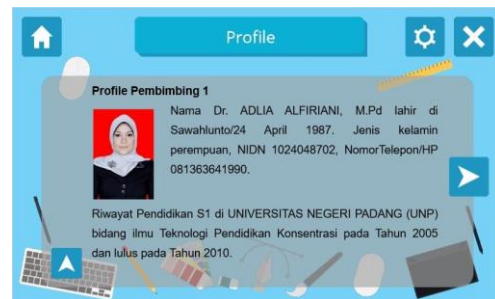 Profile
Profile Pembimbing 1
Nama Dr. ADLIA ALFIRIANI, M.Pd lahir di
Sawahlunto/24 April 1987. Jenis kelamin
perempuan, NIDN 1024048702, NomorTelepon/HP
081363641990.
Riwayat Pendidikan S1 di UNIVERSITAS NEGERI PADANG (UNP)
bidang ilmu Teknologi Pendidikan Konsentrasi pada Tahun 2005
dan lulus pada Tahun 2010.